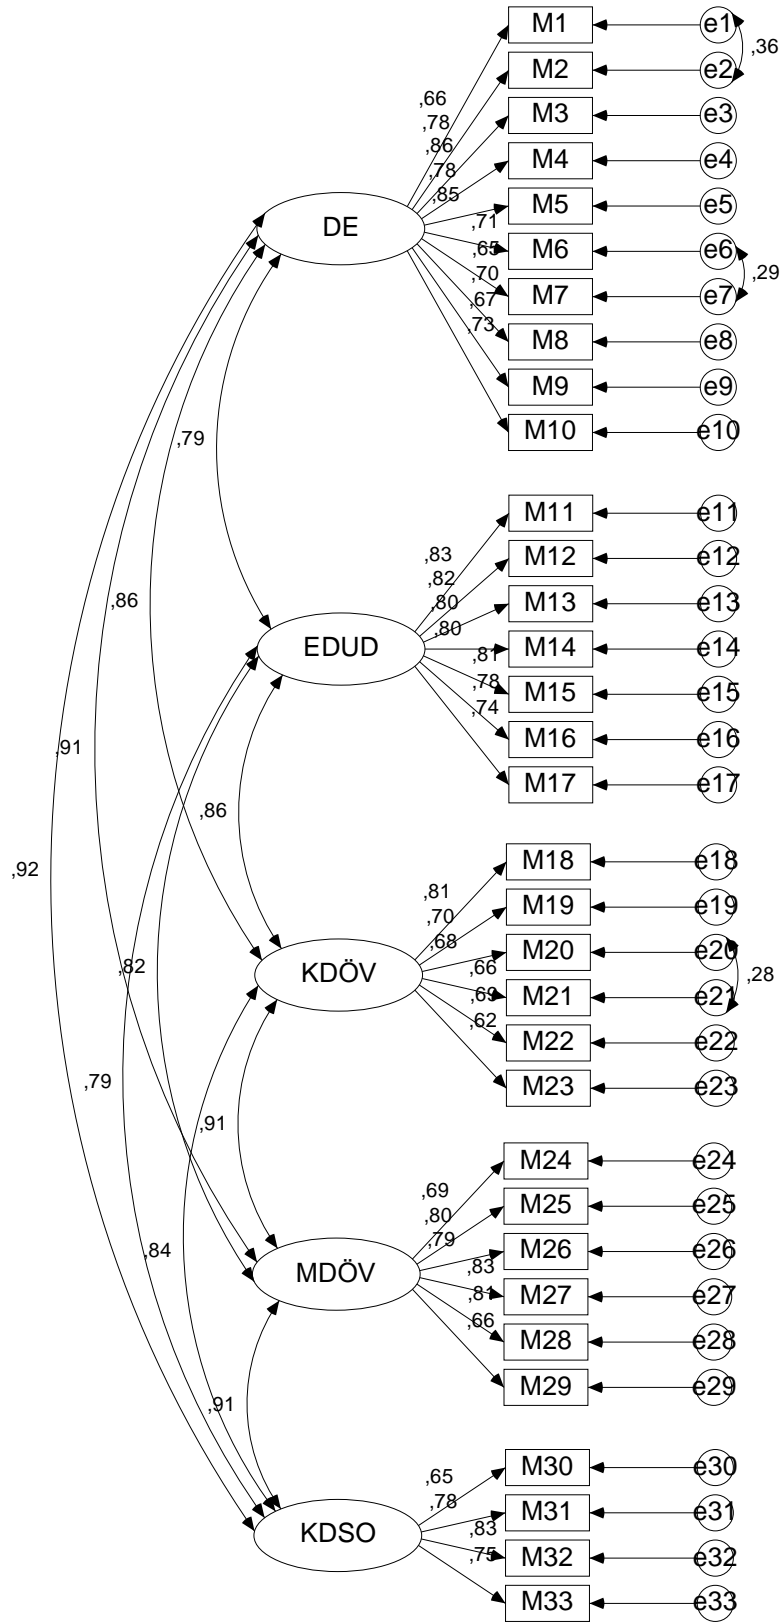 M1
e1
,36
M2
e2
,66
M3
e3
,78
,86
M4
e4
,78
,85
M5
e5
DE
,71
M6
e6
,65
,29
,70
M7
e7
,67
,73
M8
e8
M9
e9
M10
e10
,79
M11
e11
,83
M12
e12
,82
,80
M13
e13
,86
,80
EDUD
M14
e14
,81
,78
M15
e15
,74
M16
e16
,91
M17
e17
,86
M18
e18
,92
,81
M19
e19
,70
,68
M20
e20
,82
KDÖV
,66
,28
,69
M21
e21
,62
M22
e22
,79
M23
e23
,91
M24
e24
,69
M25
e25
,80
,79
M26
e26
,84
MDÖV
,83
,81
M27
e27
,66
M28
e28
M29
e29
,91
M30
e30
,65
,78
M31
e31
KDSO
,83
,75
M32
e32
M33
e33